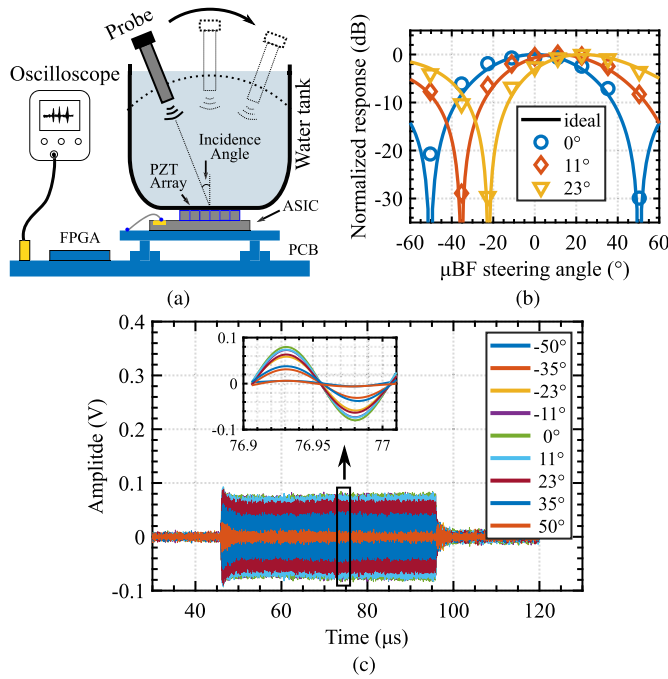 Probe
Oscilloscope
Water tank
Incidence
Angle
PZT
Array
ASIC
FPGA
PCB
(a)
Normalized response (dB)
0
-10
-20
-30
ideal
0°
11°
23°
-60 -40 -20 0 20 40 60
µBF steering angle (°)
(b)
Amplitde (V)
0.4
0.3
0.2
0.1
0
-0.1
0.1
0
-0.1
76.9 76.95 77
-50°
-35°
-23°
-11°
0°
11°
23°
35°
50°
40 60 80 100 120
Time (µs)
(c)